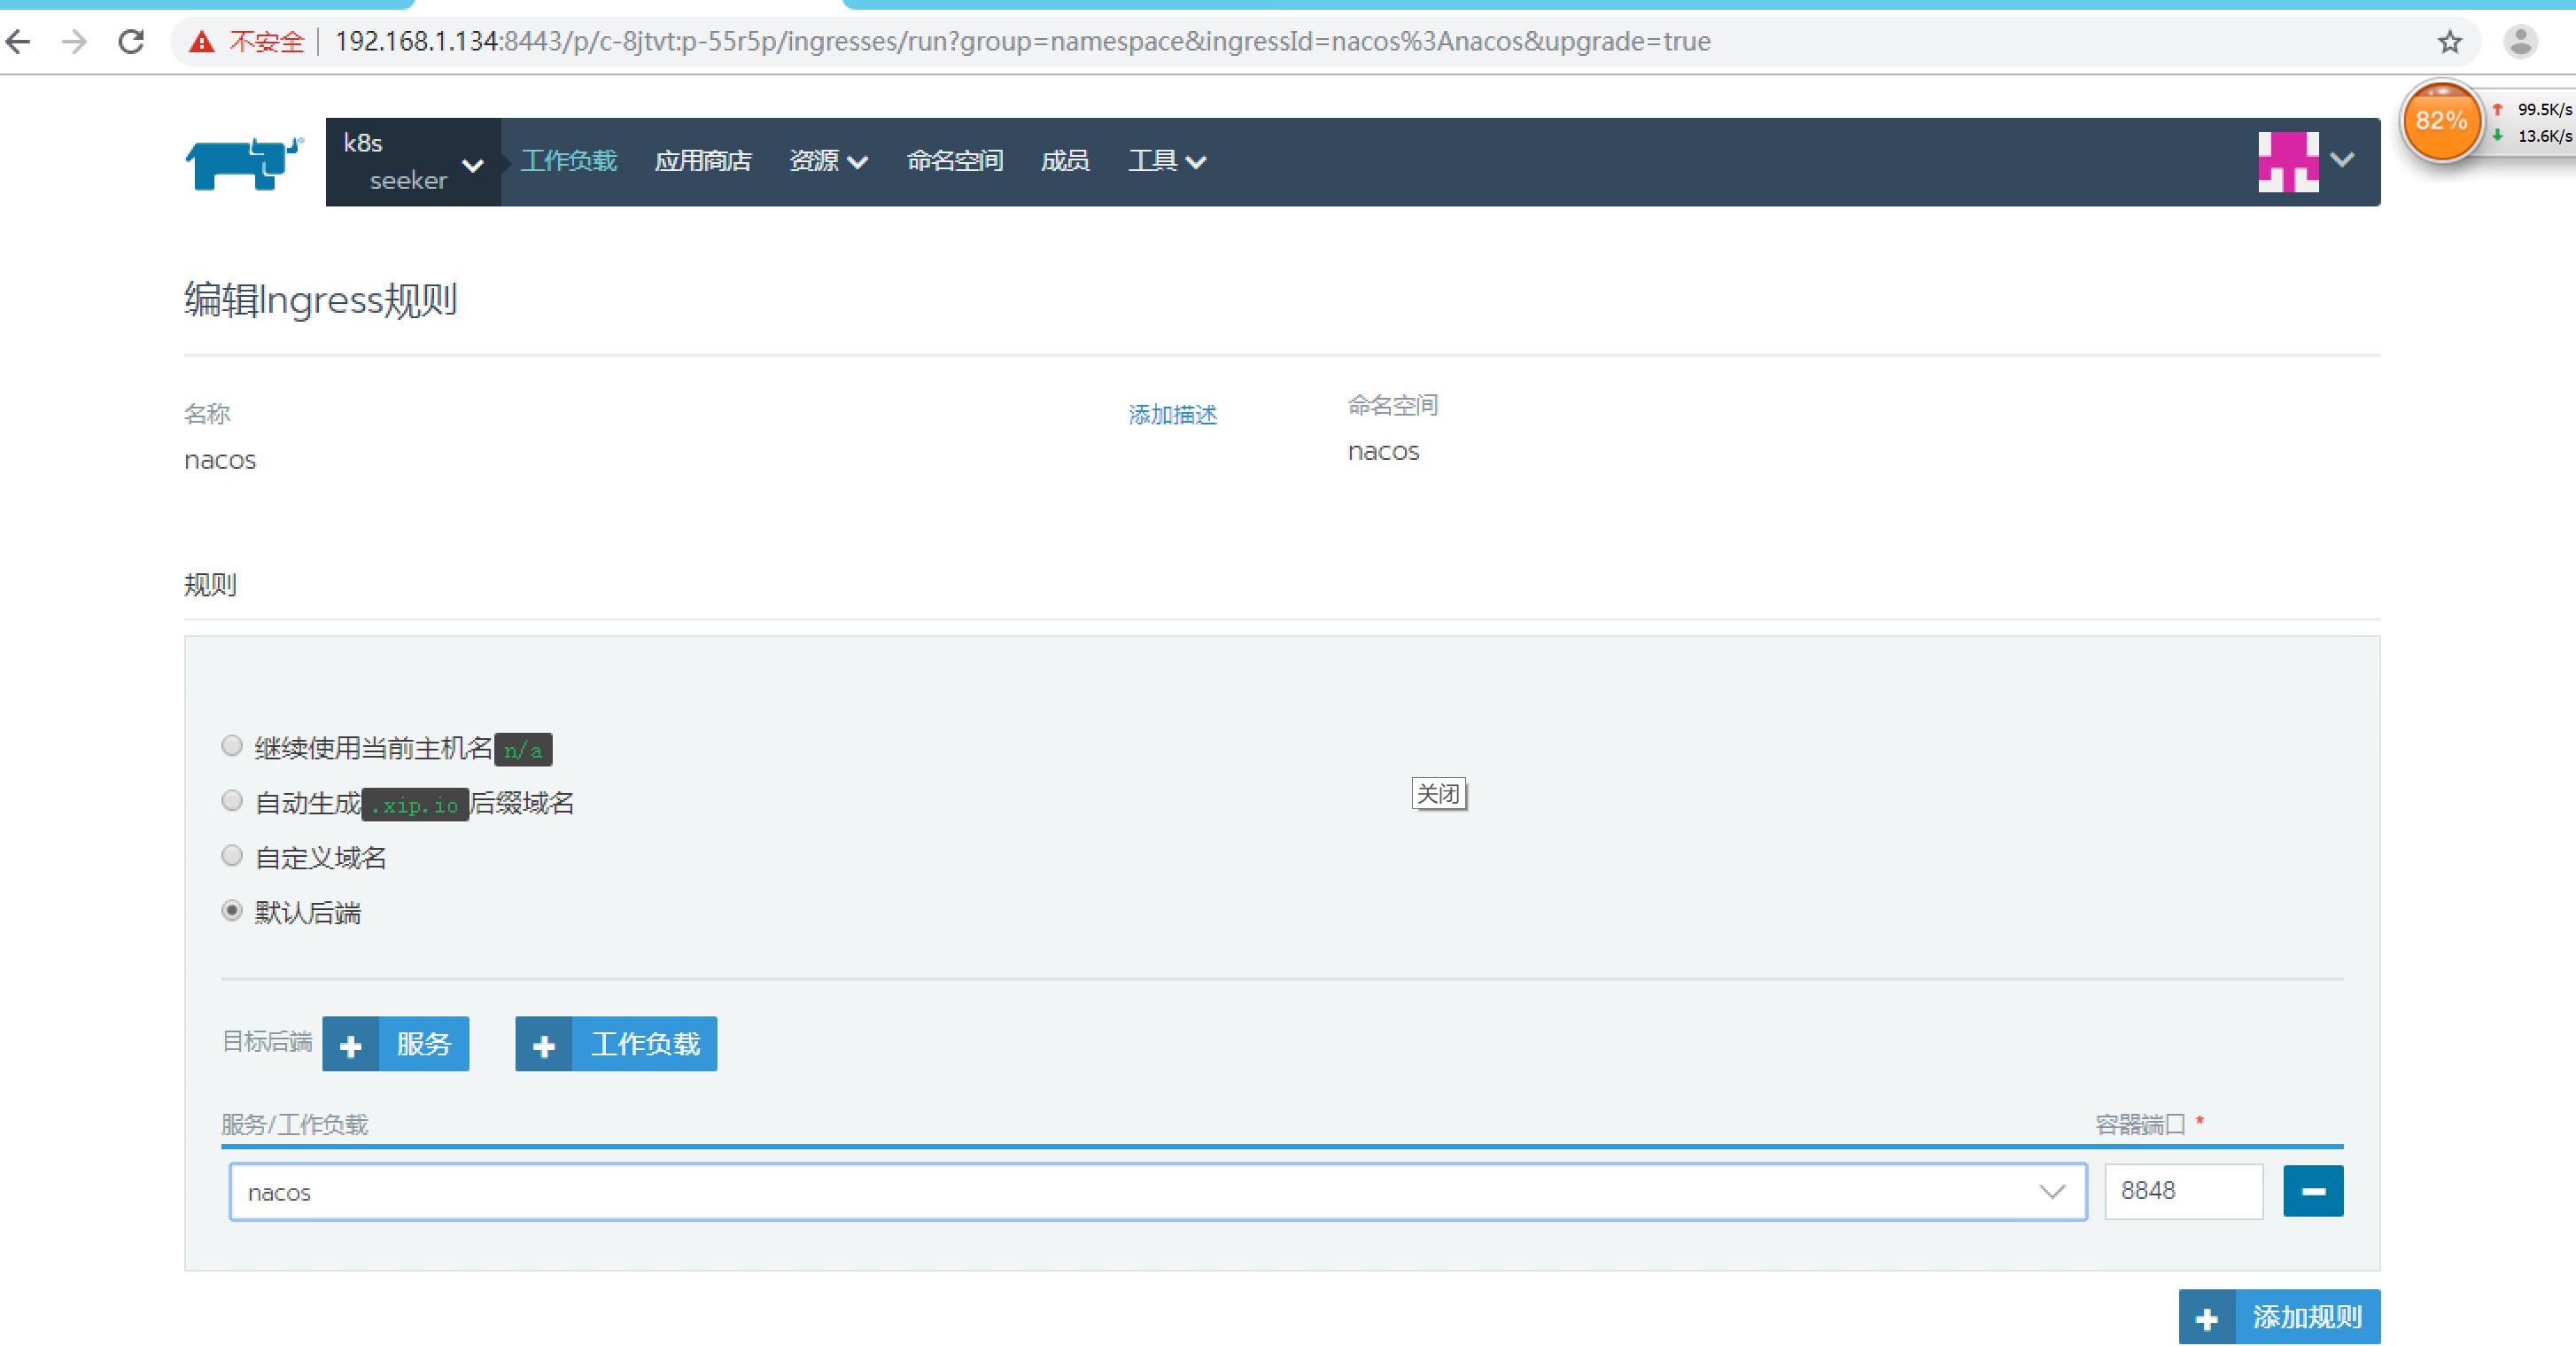 不安全 192.168.1.134:8443/p/c-8jtvt:p-55r5p/ingresses/run?group=namespace&ingressId=nacos%3Anacos&upgrade=true
82% 99.5K/s
13.6K/s
k8s
seeker
工作负载 应用商店 资源 命名空间 成员 工具
编辑Ingress规则
名称 添加描述 命名空间
nacos nacos
规则
继续使用当前主机名 n/a
自动生成 .xip.io 后缀域名
关闭
自定义域名
默认后端
目标后端 服务 工作负载
服务/工作负载 容器端口 *
nacos 8848
添加规则